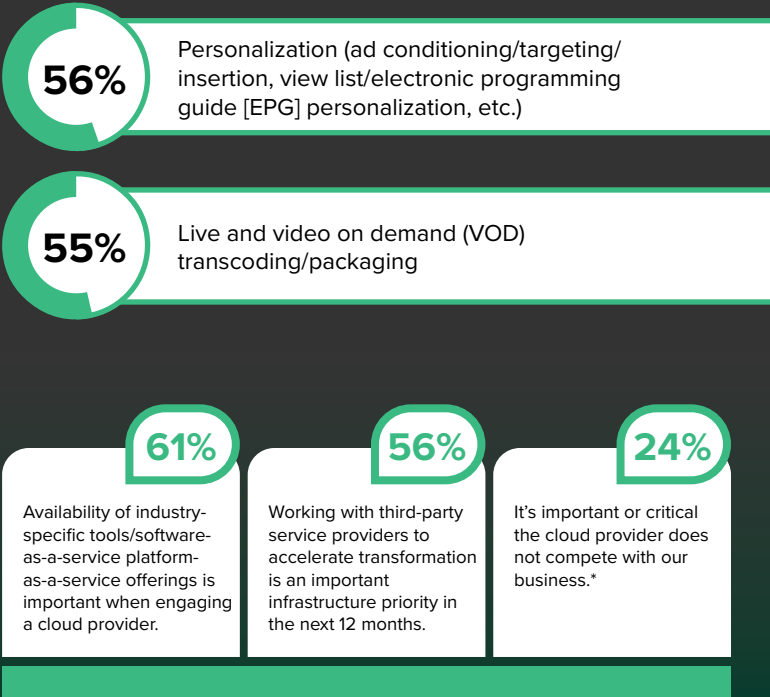 56%
Personalization (ad conditioning/targeting/
insertion, view list/electronic programming
guide [EPG] personalization, etc.)
55%
Live and video on demand (VOD)
transcoding/packaging
61%
Availability of industry-
specific tools/software-
as-a-service platform-
as-a-service offerings is
important when engaging
a cloud provider.
56%
Working with third-party
service providers to
accelerate transformation
is an important
infrastructure priority in
the next 12 months.
24%
It’s important or critical
the cloud provider does
not compete with our
business.*